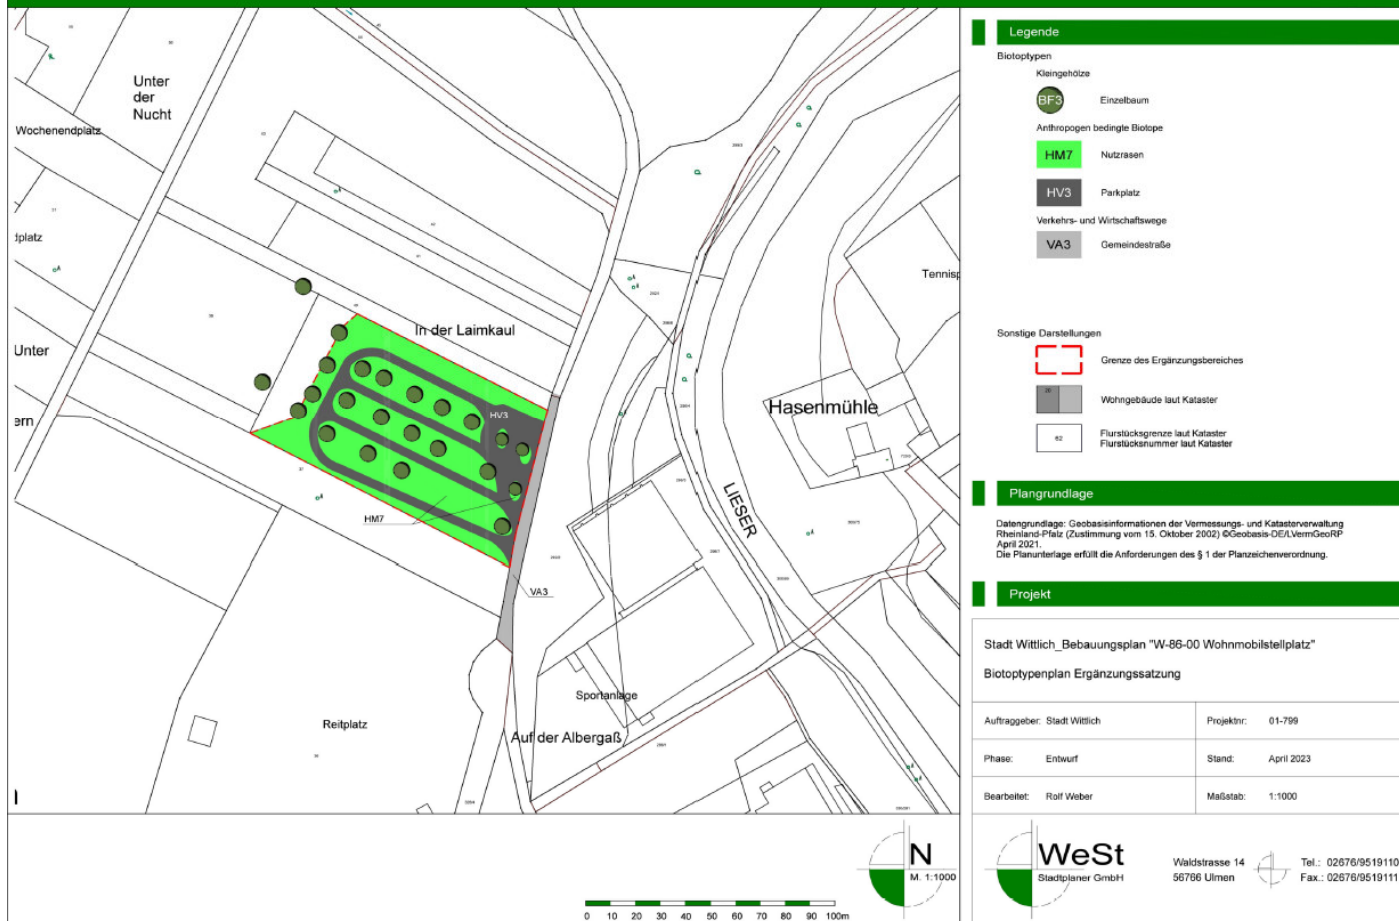 Unter
der
Nucht
Wochenendplatz
dplatz
Unter
ern
In der Laimkaul
HV3
HM7
VA3
Hasenmühle
LIESER
Tennisp
Sportanlage
Auf der Albergaß
Reitplatz
N
M. 1:1000
0 10 20 30 40 50 60 70 80 90 100m
Legende
Biotoptypen
Kleingehölze
BF3 Einzelbaum
Anthropogen bedingte Biotope
HM7 Nutzrasen
HV3 Parkplatz
Verkehrs- und Wirtschaftswege
VA3 Gemeindestraße
Sonstige Darstellungen
Grenze des Ergänzungsbereiches
Wohngebäude laut Kataster
62 Flurstücksgrenze laut Kataster
Flurstücksnummer laut Kataster
Plangrundlage
Datengrundlage: Geobasisinformationen der Vermessungs- und Katasterverwaltung
Rheinland-Pfalz (Zustimmung vom 15. Oktober 2002) ©Geobasis-DE/LVermGeoRP
April 2021.
Die Planunterlage erfüllt die Anforderungen des § 1 der Planzeichenverordnung.
Projekt
Stadt Wittlich_Bebauungsplan "W-86-00 Wohnmobilstellplatz"
Biotoptypenplan Ergänzungssatzung
Auftraggeber: Stadt Wittlich
Projektnr: 01-799
Phase: Entwurf
Stand: April 2023
Bearbeitet: Rolf Weber
Maßstab: 1:1000
WeSt
Stadtplaner GmbH
Waldstrasse 14
56766 Ulmen
Tel.: 02676/9519110
Fax.: 02676/9519111